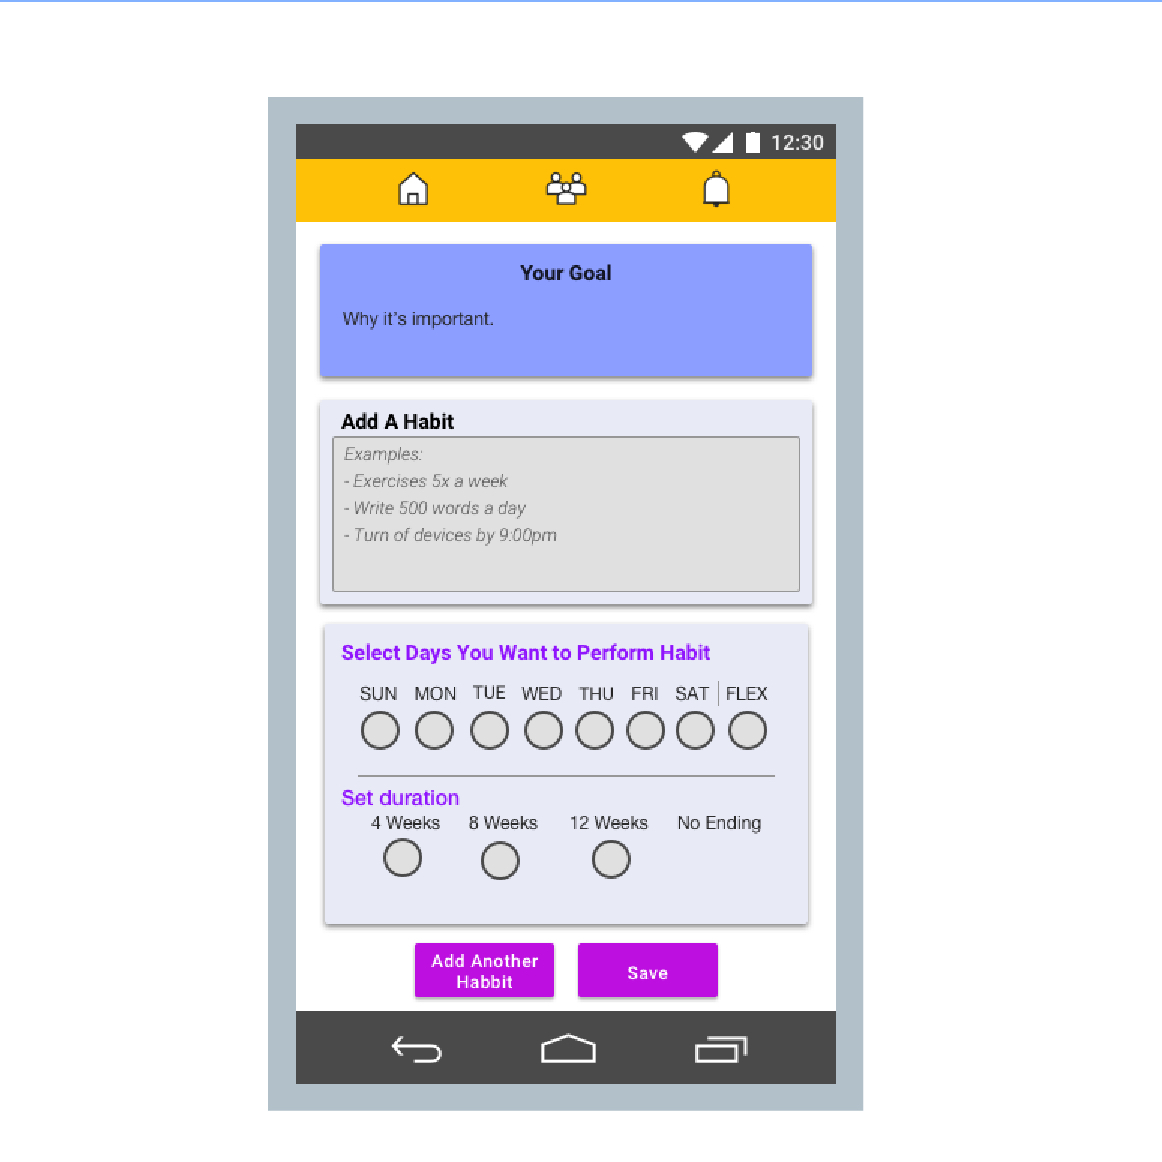 12:30
Your Goal
Why it's important.
Add A Habit
Examples:
- Exercises 5x a week
- Write 500 words a day
- Turn of devices by 9:00pm
Select Days You Want to Perform Habit
SUN MON TUE WED THU FRI SAT FLEX
Set duration
4 Weeks 8 Weeks 12 Weeks No Ending
Add Another
Habbit
Save